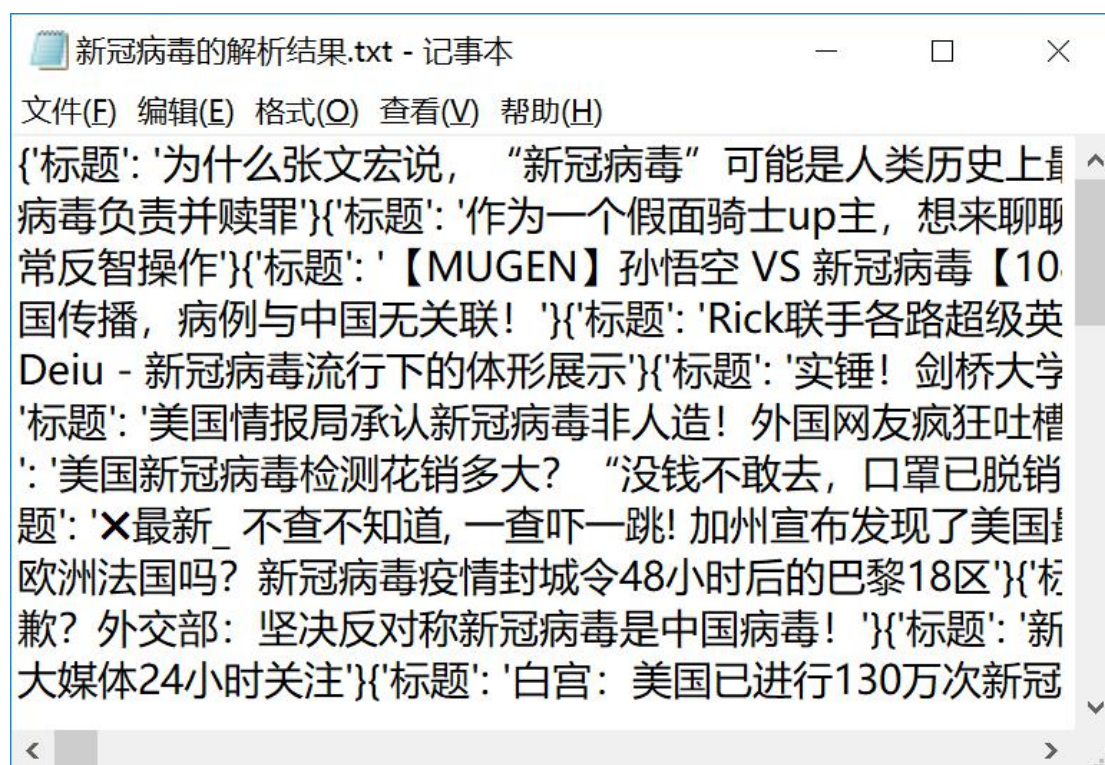 新冠病毒的解析结果.txt - 记事本
文件(F) 编辑(E) 格式(O) 查看(V) 帮助(H)
{'标题': '为什么张文宏说，“新冠病毒”可能是人类历史上最
病毒负责并赎罪'}{'标题': '作为一个假面骑士up主，想来聊聊
常反智操作'}{'标题': '【MUGEN】孙悟空 VS 新冠病毒【10
国传播，病例与中国无关联！'}{'标题': 'Rick联手各路超级英
Deiu - 新冠病毒流行下的体形展示'}{'标题': '实锤！剑桥大学
'标题': '美国情报局承认新冠病毒非人造！外国网友疯狂吐槽
': '美国新冠病毒检测花销多大？“没钱不敢去，口罩已脱销
题': '❌最新_ 不查不知道, 一查吓一跳! 加州宣布发现了美国最
欧洲法国吗？新冠病毒疫情封城令48小时后的巴黎18区'}{'标
歉？外交部：坚决反对称新冠病毒是中国病毒！'}{'标题': '新
大媒体24小时关注'}{'标题': '白宫：美国已进行130万次新冠